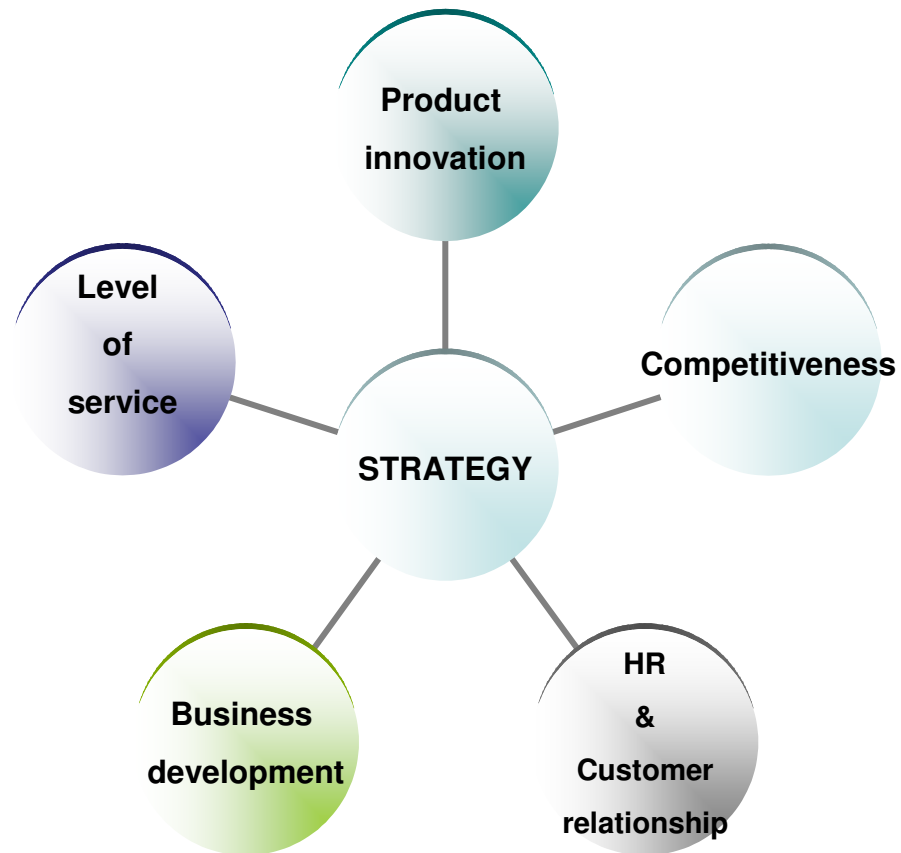 Product
innovation
Level
of
service
Competitiveness
STRATEGY
Business
development
HR
&
Customer
relationship